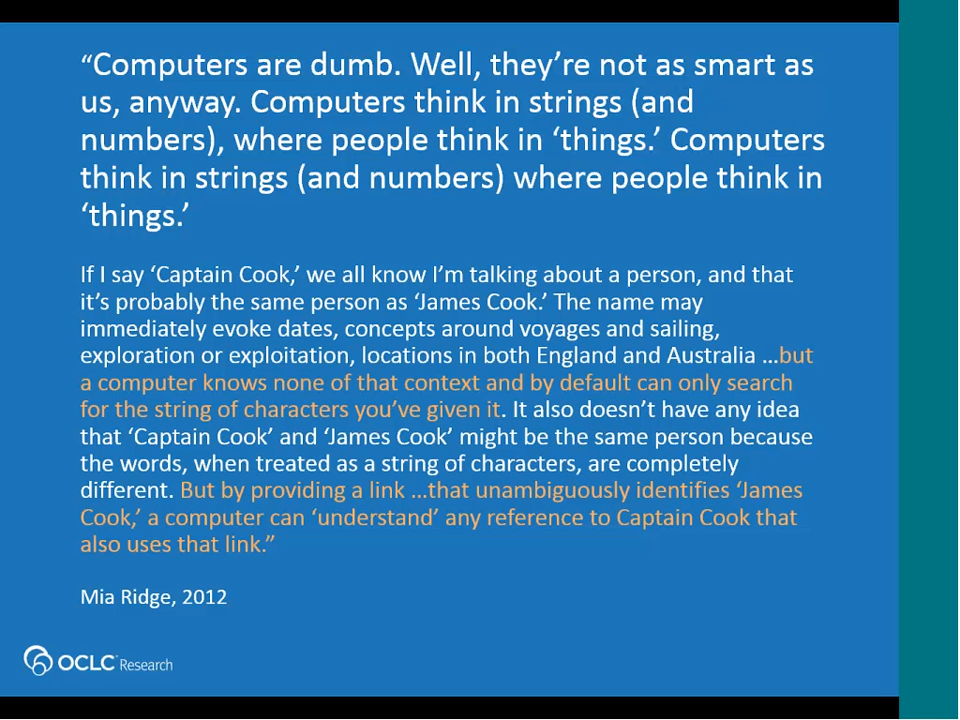 “Computers are dumb. Well, they’re not as smart as
us, anyway. Computers think in strings (and
numbers), where people think in ‘things.’ Computers
think in strings (and numbers) where people think in
‘things.’
If I say ‘Captain Cook,’ we all know I’m talking about a person, and that
it’s probably the same person as ‘James Cook.’ The name may
immediately evoke dates, concepts around voyages and sailing,
exploration or exploitation, locations in both England and Australia …but
a computer knows none of that context and by default can only search
for the string of characters you’ve given it. It also doesn’t have any idea
that ‘Captain Cook’ and ‘James Cook’ might be the same person because
the words, when treated as a string of characters, are completely
different. But by providing a link …that unambiguously identifies ‘James
Cook,’ a computer can ‘understand’ any reference to Captain Cook that
also uses that link.”
Mia Ridge, 2012
OCLC Research